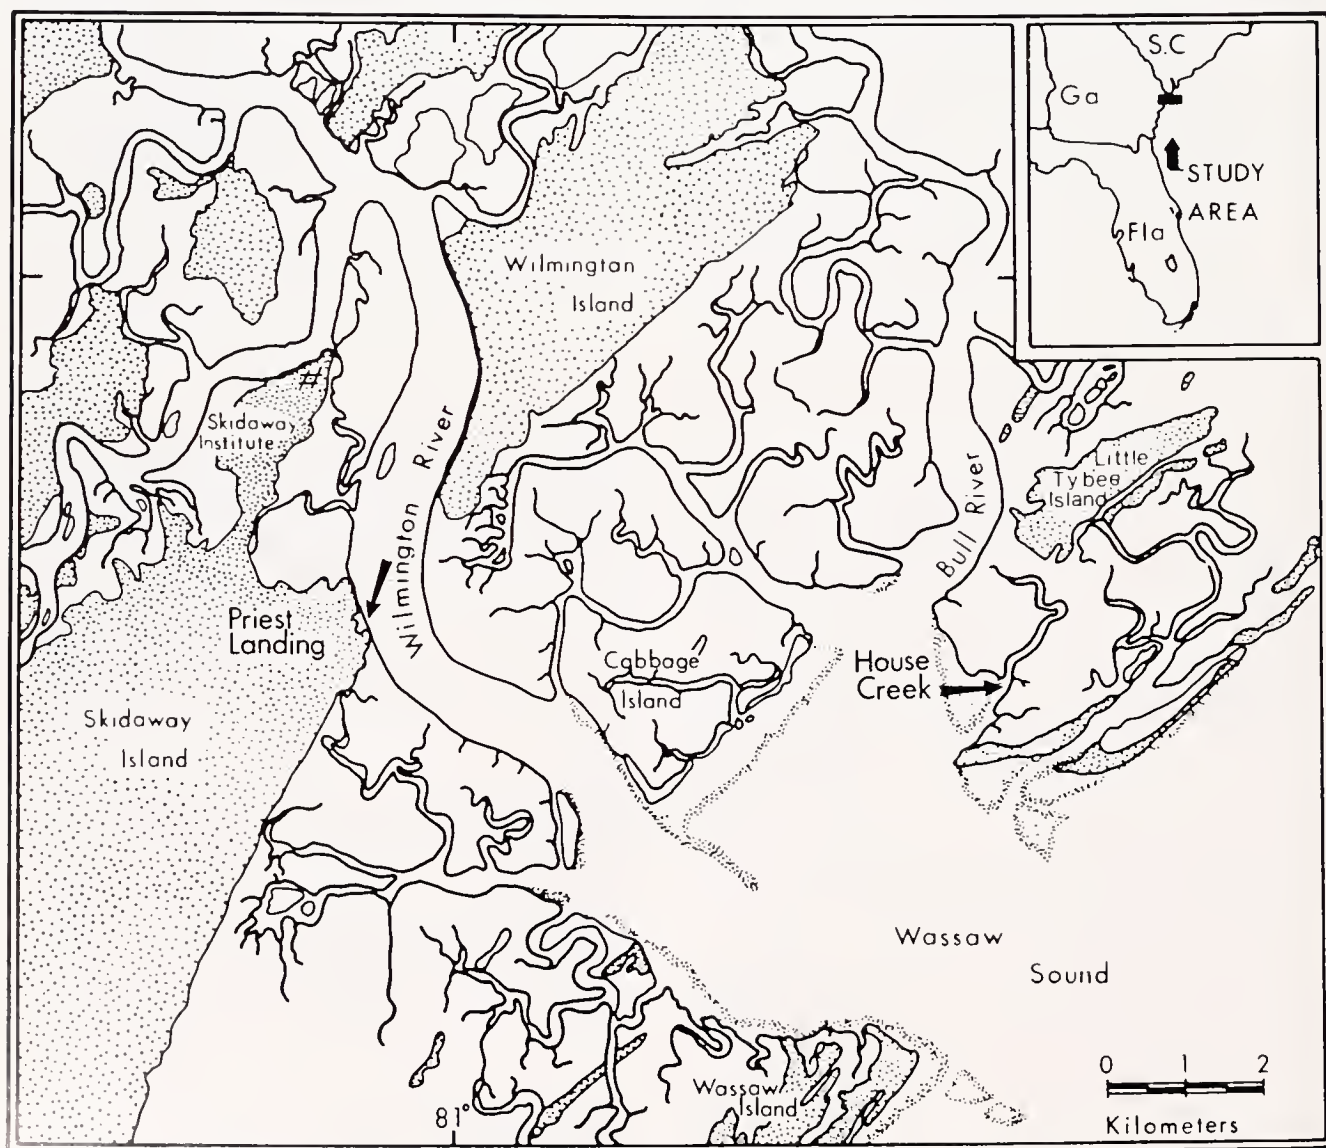 S.C
Ga
STUDY
AREA
Fla
Wilmington
Island
Skidaway
Institute
Wilmington River
Bull River
Little
Tybee
Island
Priest
Landing
Cabbage
Island
House
Creek
Skidaway
Island
Wassaw
Sound
Wassaw
Island
81°
0 1 2
Kilometers